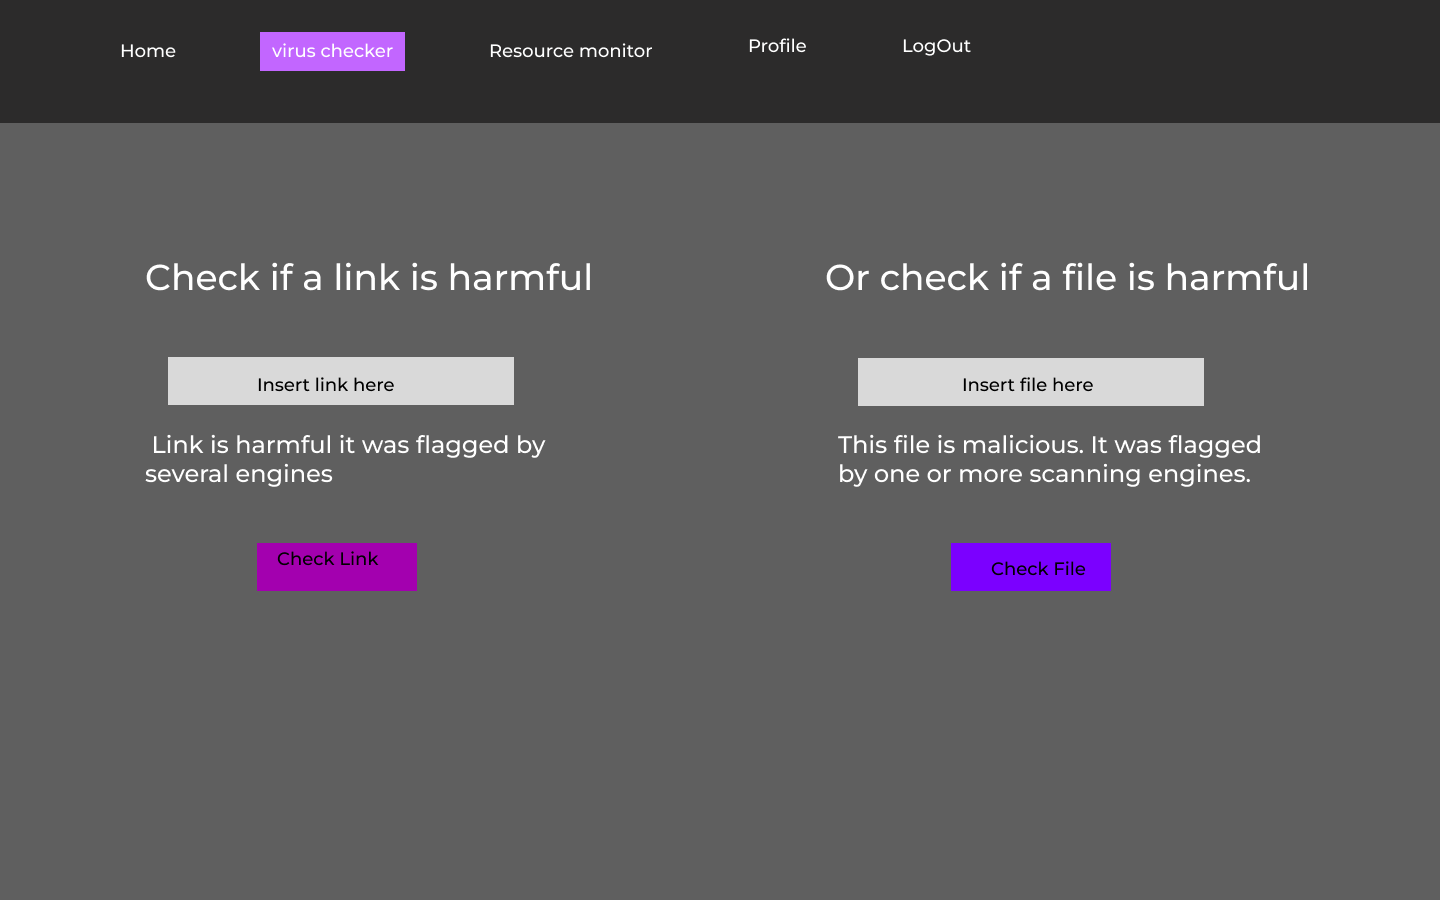 Home
virus checker
Resource monitor
Profile
LogOut
Check if a link is harmful
Insert link here
Link is harmful it was flagged by
several engines
Check Link
Or check if a file is harmful
Insert file here
This file is malicious. It was flagged
by one or more scanning engines.
Check File